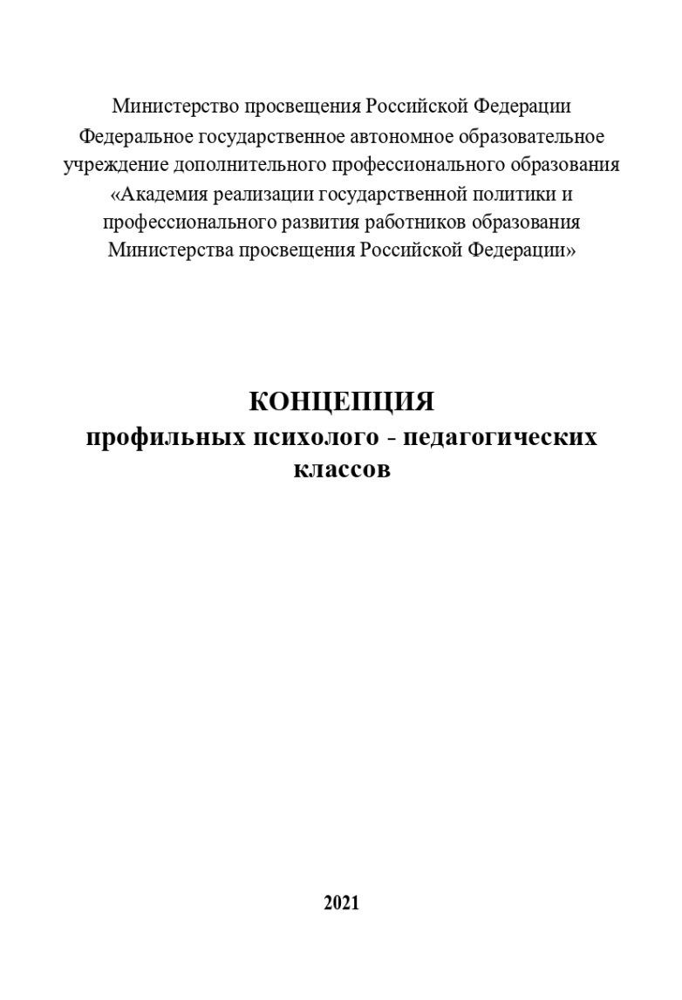 Министерство просвещения Российской Федерации
Федеральное государственное автономное образовательное
учреждение дополнительного профессионального образования
«Академия реализации государственной политики и
профессионального развития работников образования
Министерства просвещения Российской Федерации»
КОНЦЕПЦИЯ
профильных психолого - педагогических
классов
2021